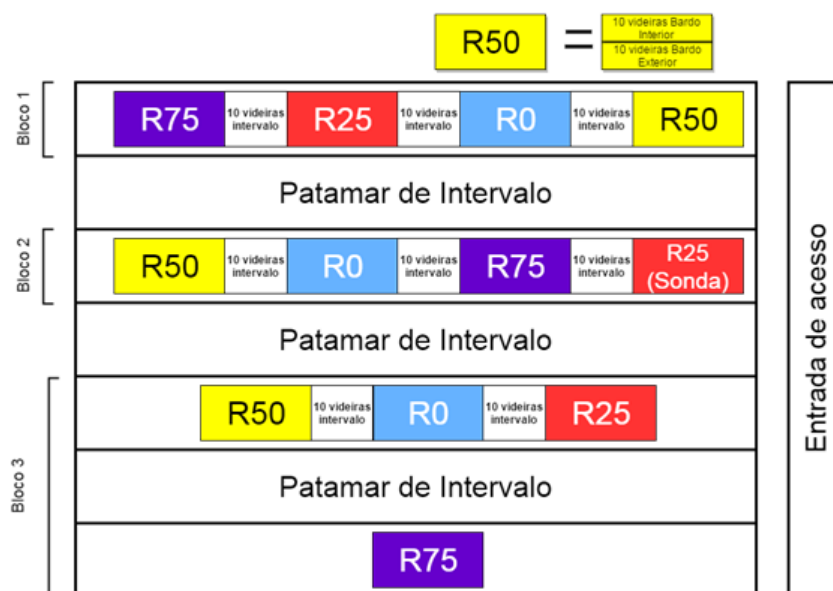 R50
=
10 videiras Bardo
Interior
10 videiras Bardo
Exterior
Bloco 1
R75
10 videiras
intervalo
R25
10 videiras
intervalo
R0
10 videiras
intervalo
R50
Patamar de Intervalo
Bloco 2
R50
10 videiras
intervalo
R0
10 videiras
intervalo
R75
10 videiras
intervalo
R25
(Sonda)
Patamar de Intervalo
Bloco 3
R50
10 videiras
intervalo
R0
10 videiras
intervalo
R25
Patamar de Intervalo
R75
Entrada de acesso